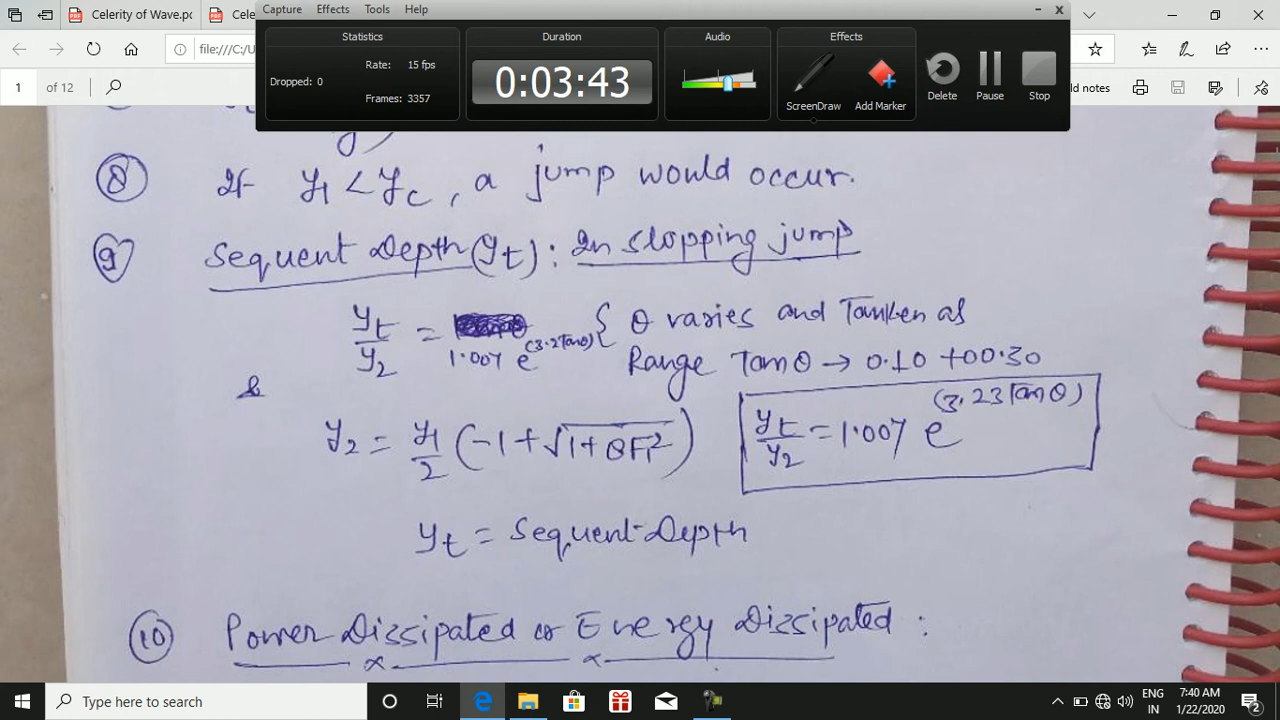 Celerity of Wave.pd
Cele
Capture Effects Tools Help
Statistics
Dropped: 0
Rate: 15 fps
Frames: 3357
Duration
0:03:43
Audio
Effects
ScreenDraw
Add Marker
Delete
Pause
Stop
file:///C:/U
d notes
1 of 12
⑧ If y1 < yc, a jump would occur.
⑨ Sequent Depth (yt): In slopping jump
yt/y2 = 1.007 e^(3.2Tanθ) { θ varies and Tanken as
Range Tanθ → 0.10 to 0.30
&
y2 = y1/2 (-1+√1+8F1²)
yt/y2 = 1.007 e^(3.23Tanθ)
yt = Sequent-Depth
⑩ Power Dissipated or Energy Dissipated :
Type here to search
ENG
IN
7:40 AM
1/22/2020
2